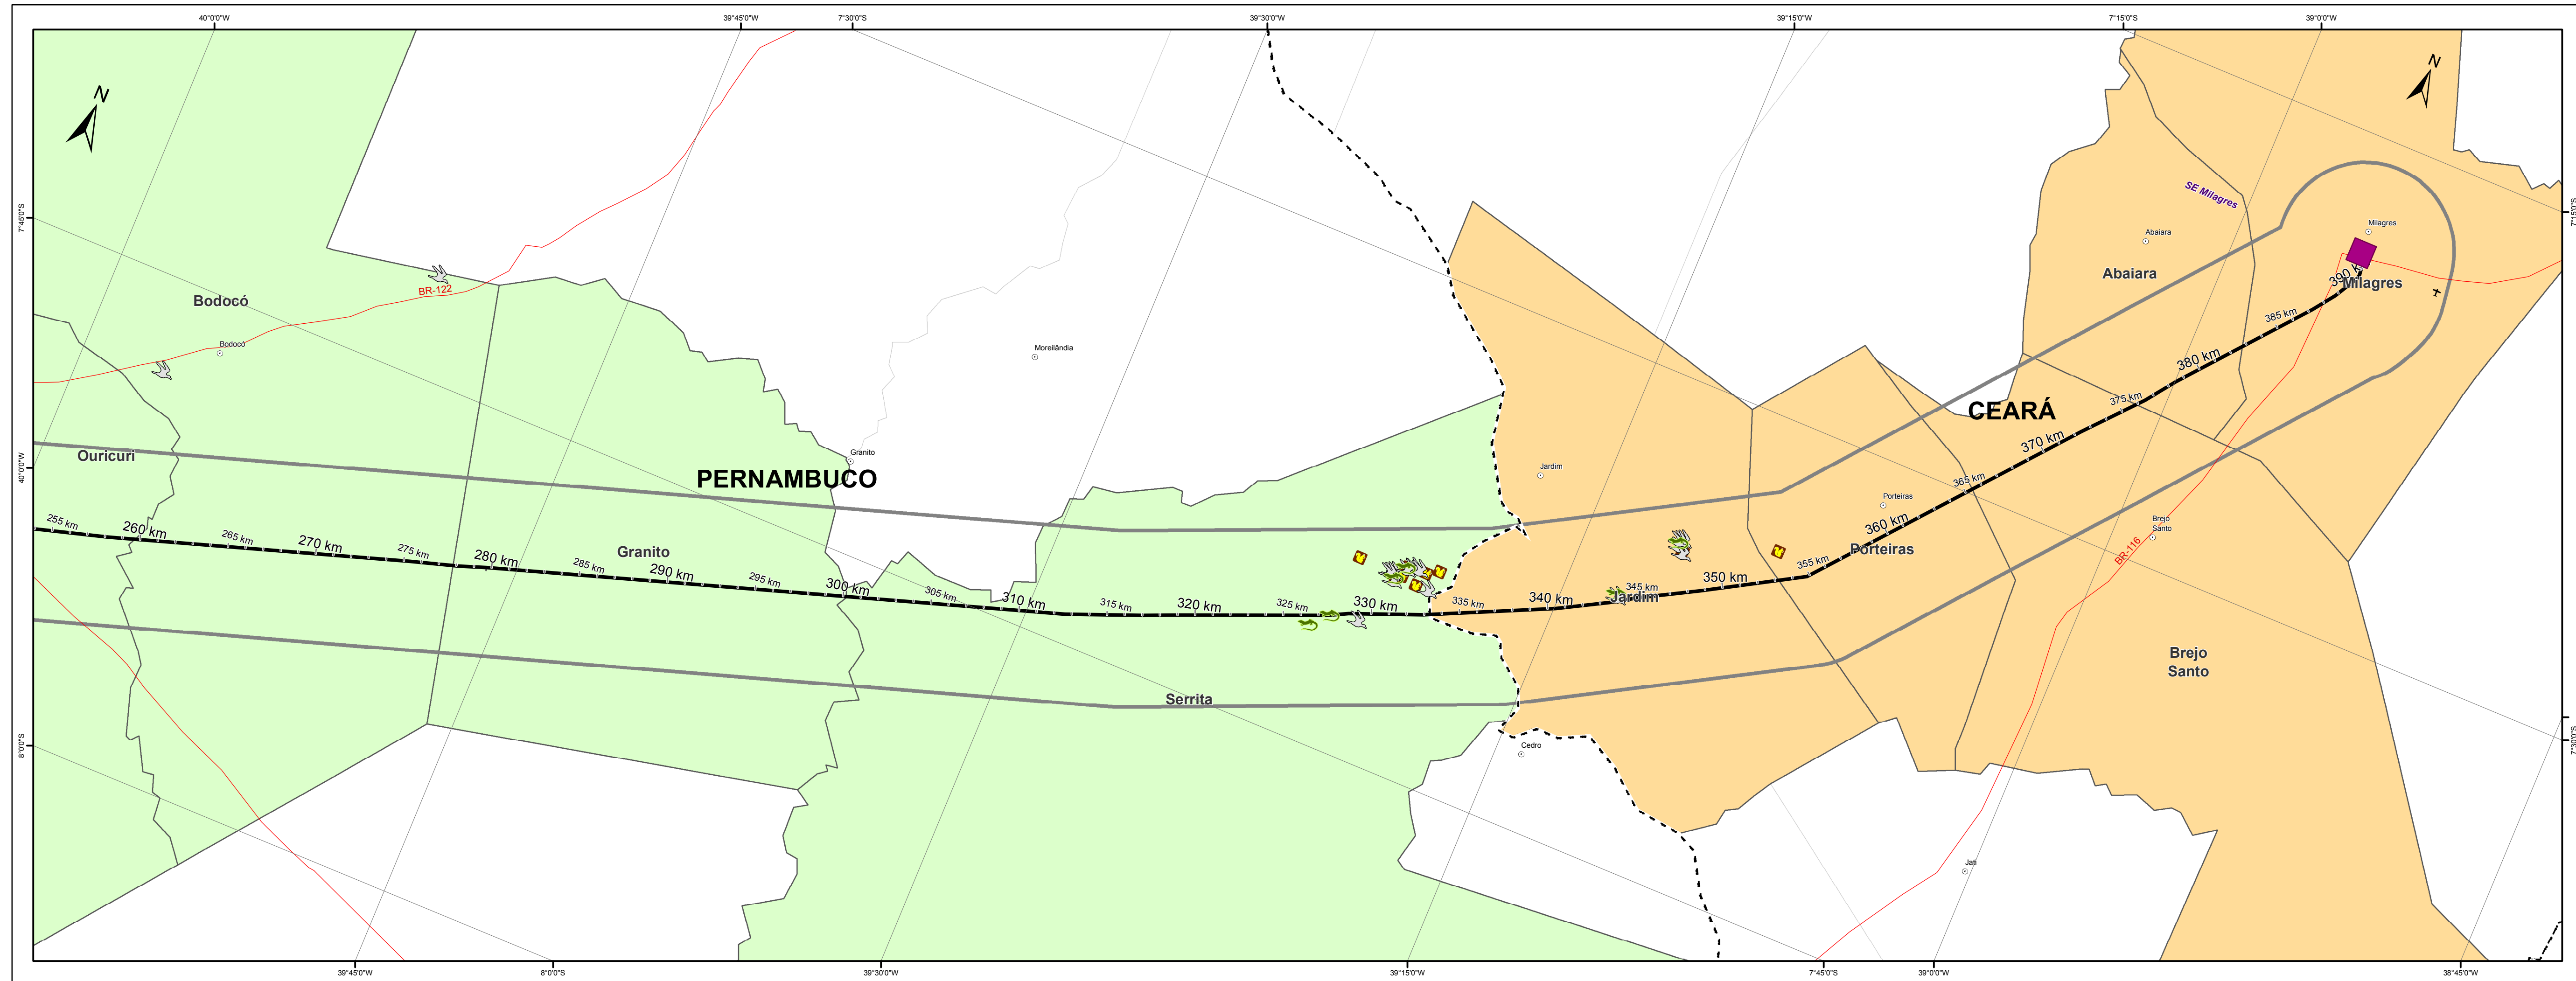 40°0'0"W
39°45'0"W
7°30'0"S
39°30'0"W
39°15'0"W
7°15'0"S
39°0'0"W
N
N
7°45'0"S
7°15'0"S
SE Milagres
Milagres
Abaiara
Abaiara
Milagres
390 k
BR-122
Bodocó
Bodocó
Moreilândia
385 km
380 km
375 km
CEARÁ
370 km
365 km
360 km
355 km
Ouricuri
40°0'0"W
Granito
PERNAMBUCO
Jardim
Porteiras
Porteiras
Brejo
Santo
BR-116
255 km
260 km
265 km
270 km
275 km
280 km
285 km
Granito
290 km
295 km
300 km
305 km
310 km
315 km
320 km
325 km
330 km
335 km
340 km
345 km
Jardim
350 km
Brejo
Santo
Serrita
8°0'0"S
7°30'0"S
Cedro
Jati
39°45'0"W
8°0'0"S
39°30'0"W
39°15'0"W
7°45'0"S
39°0'0"W
38°45'0"W